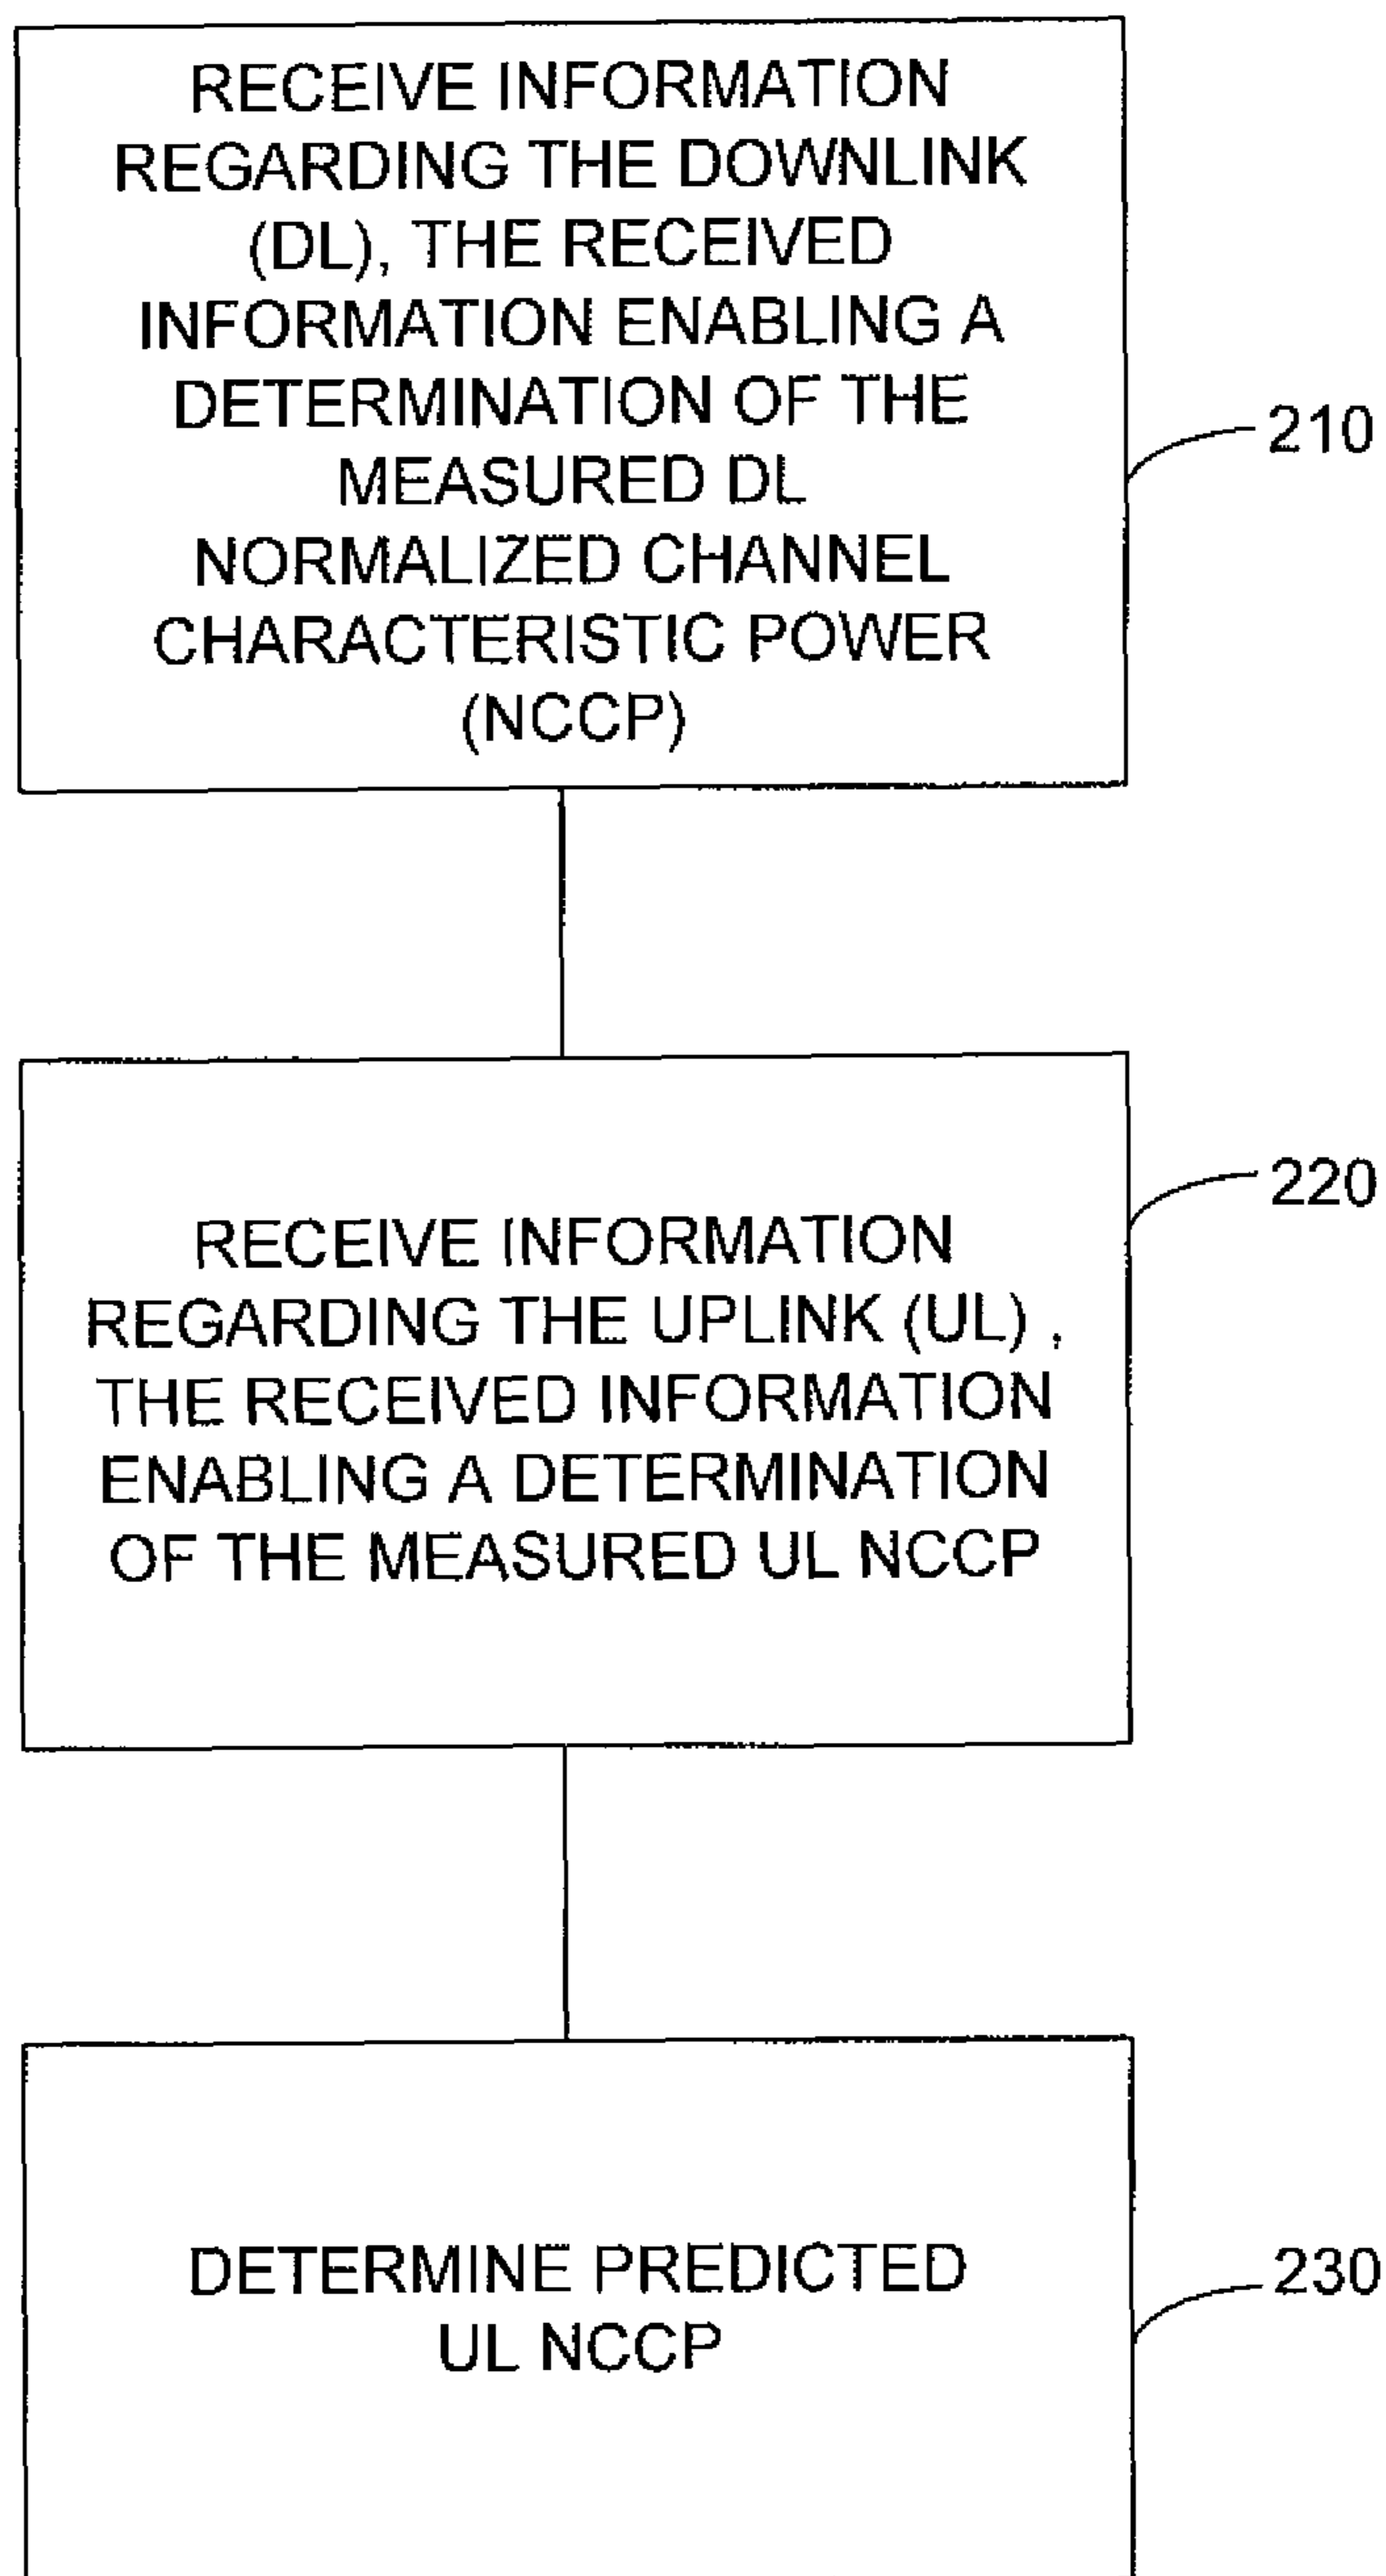 RECEIVE INFORMATION
REGARDING THE DOWNLINK
(DL), THE RECEIVED
INFORMATION ENABLING A
DETERMINATION OF THE
MEASURED DL
NORMALIZED CHANNEL
CHARACTERISTIC POWER
(NCCP)
210
RECEIVE INFORMATION
REGARDING THE UPLINK (UL) ,
THE RECEIVED INFORMATION
ENABLING A DETERMINATION
OF THE MEASURED UL NCCP
220
DETERMINE PREDICTED
UL NCCP
230